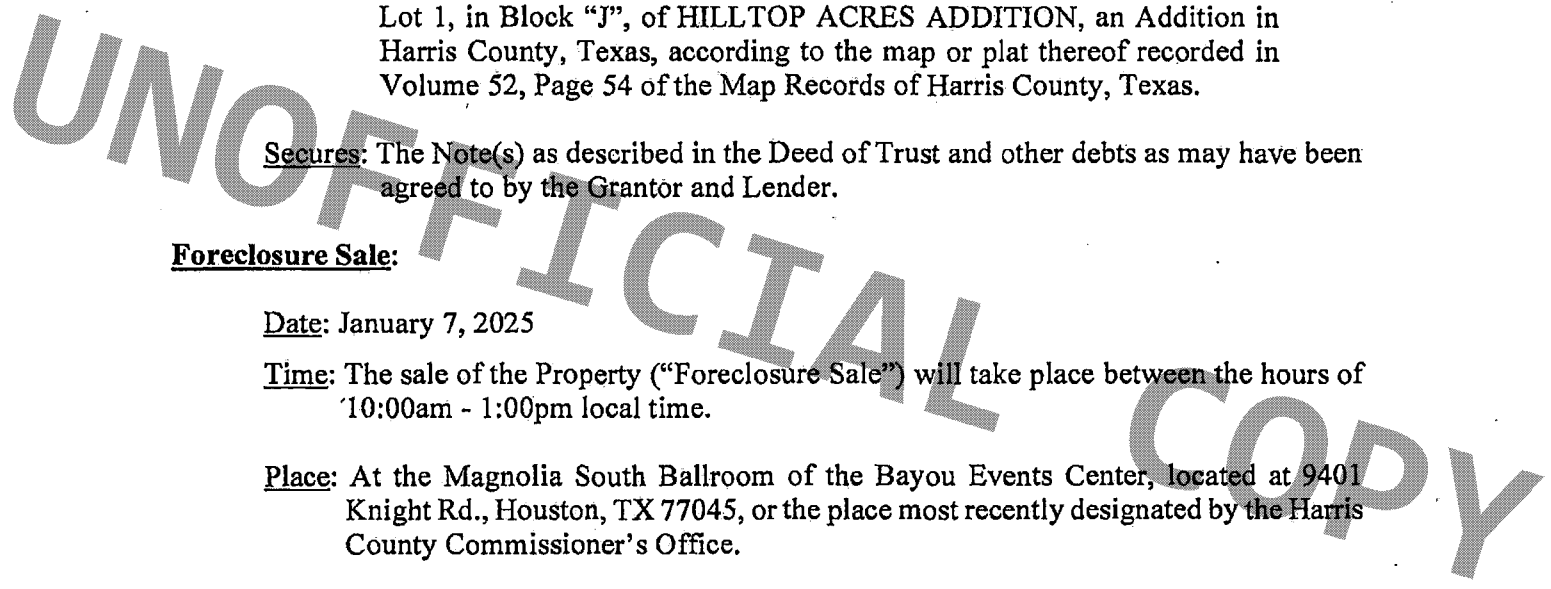 Lot 1, in Block “J”, of HILLTOP ACRES ADDITION, an Addition in
Harris County, Texas, according to the map or plat thereof recorded in
Volume 52, Page 54 of the Map Records of Harris County, Texas.
Secures: The Note(s) as described in the Deed of Trust and other debts as may have been
agreed to by the Grantor and Lender.
Foreclosure Sale:
Date: January 7, 2025
Time: The sale of the Property (“Foreclosure Sale”) will take place between the hours of
10:00am - 1:00pm local time.
Place: At the Magnolia South Ballroom of the Bayou Events Center, located at 9401
Knight Rd., Houston, TX 77045, or the place most recently designated by the Harris
County Commissioner’s Office.
UNOFFICIAL COPY